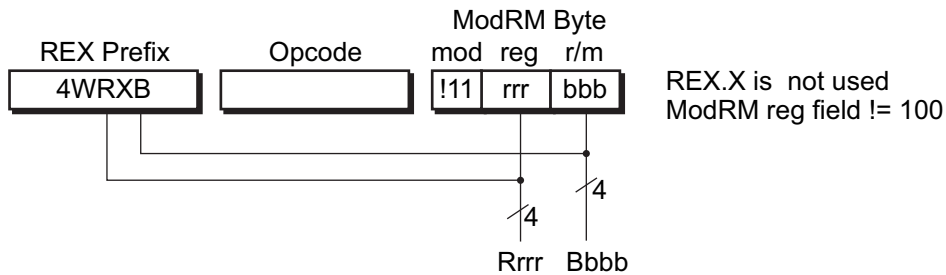 ModRM Byte
REX Prefix Opcode mod reg r/m
4WRXB !11 rrr bbb
REX.X is not used
ModRM reg field != 100
4
4
Rrrr Bbbb